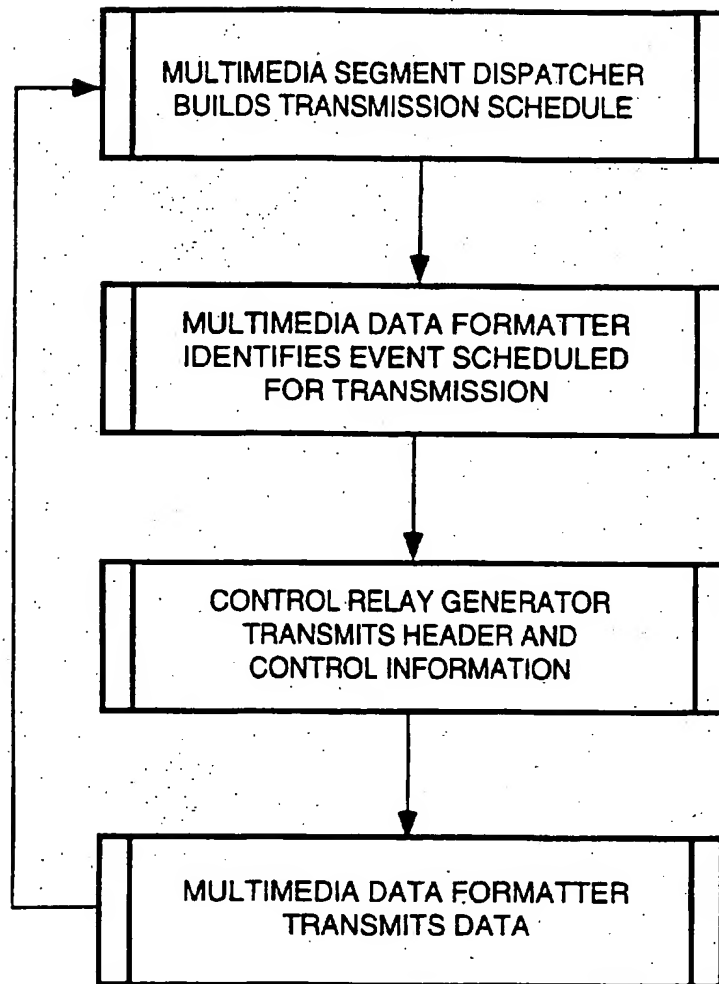 MULTIMEDIA SEGMENT DISPATCHER
BUILDS TRANSMISSION SCHEDULE
MULTIMEDIA DATA FORMATTER
IDENTIFIES EVENT SCHEDULED
FOR TRANSMISSION
CONTROL RELAY GENERATOR
TRANSMITS HEADER AND
CONTROL INFORMATION
MULTIMEDIA DATA FORMATTER
TRANSMITS DATA